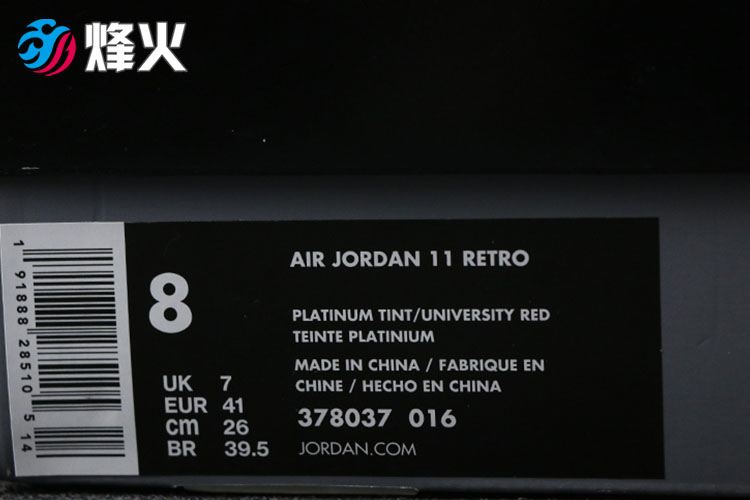 烽火
AIR JORDAN 11 RETRO
8
PLATINUM TINT/UNIVERSITY RED
TEINTE PLATINIUM
MADE IN CHINA / FABRIQUE EN
CHINE / HECHO EN CHINA
UK 7
EUR 41
cm 26
BR 39.5
378037 016
JORDAN.COM
1 91888 28510 5 14